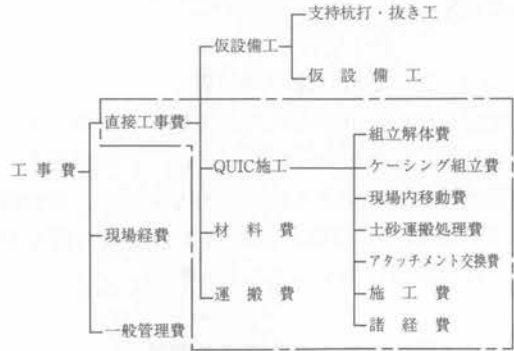 支持杭打・抜き工
仮設備工
仮設備工
直接工事費
組立解体費
工事費
QUIC施工
ケーシング組立費
現場内移動費
現場経費
材料費
土砂運搬処理費
アタッチメント交換費
運搬費
施工費
一般管理費
諸経費